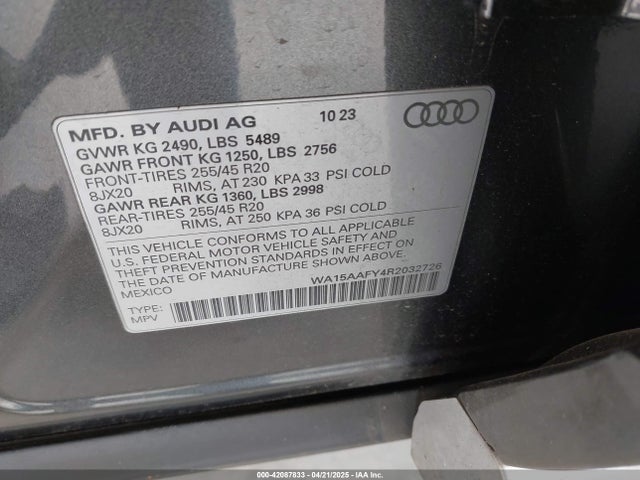 MFD. BY AUDI AG 10 23
GVWR KG 2490, LBS 5489
GAWR FRONT KG 1250, LBS 2756
FRONT-TIRES 255/45 R20
8JX20 RIMS, AT 230 KPA 33 PSI COLD
GAWR REAR KG 1360, LBS 2998
REAR-TIRES 255/45 R20
8JX20 RIMS, AT 250 KPA 36 PSI COLD
THIS VEHICLE CONFORMS TO ALL APPLICABLE
U.S. FEDERAL MOTOR VEHICLE SAFETY AND
THEFT PREVENTION STANDARDS IN EFFECT ON
THE DATE OF MANUFACTURE SHOWN ABOVE.
MEXICO
WA15AAFY4R2032726
TYPE:
MPV
000-42087833 - 04/21/2025 - IAAI.COM